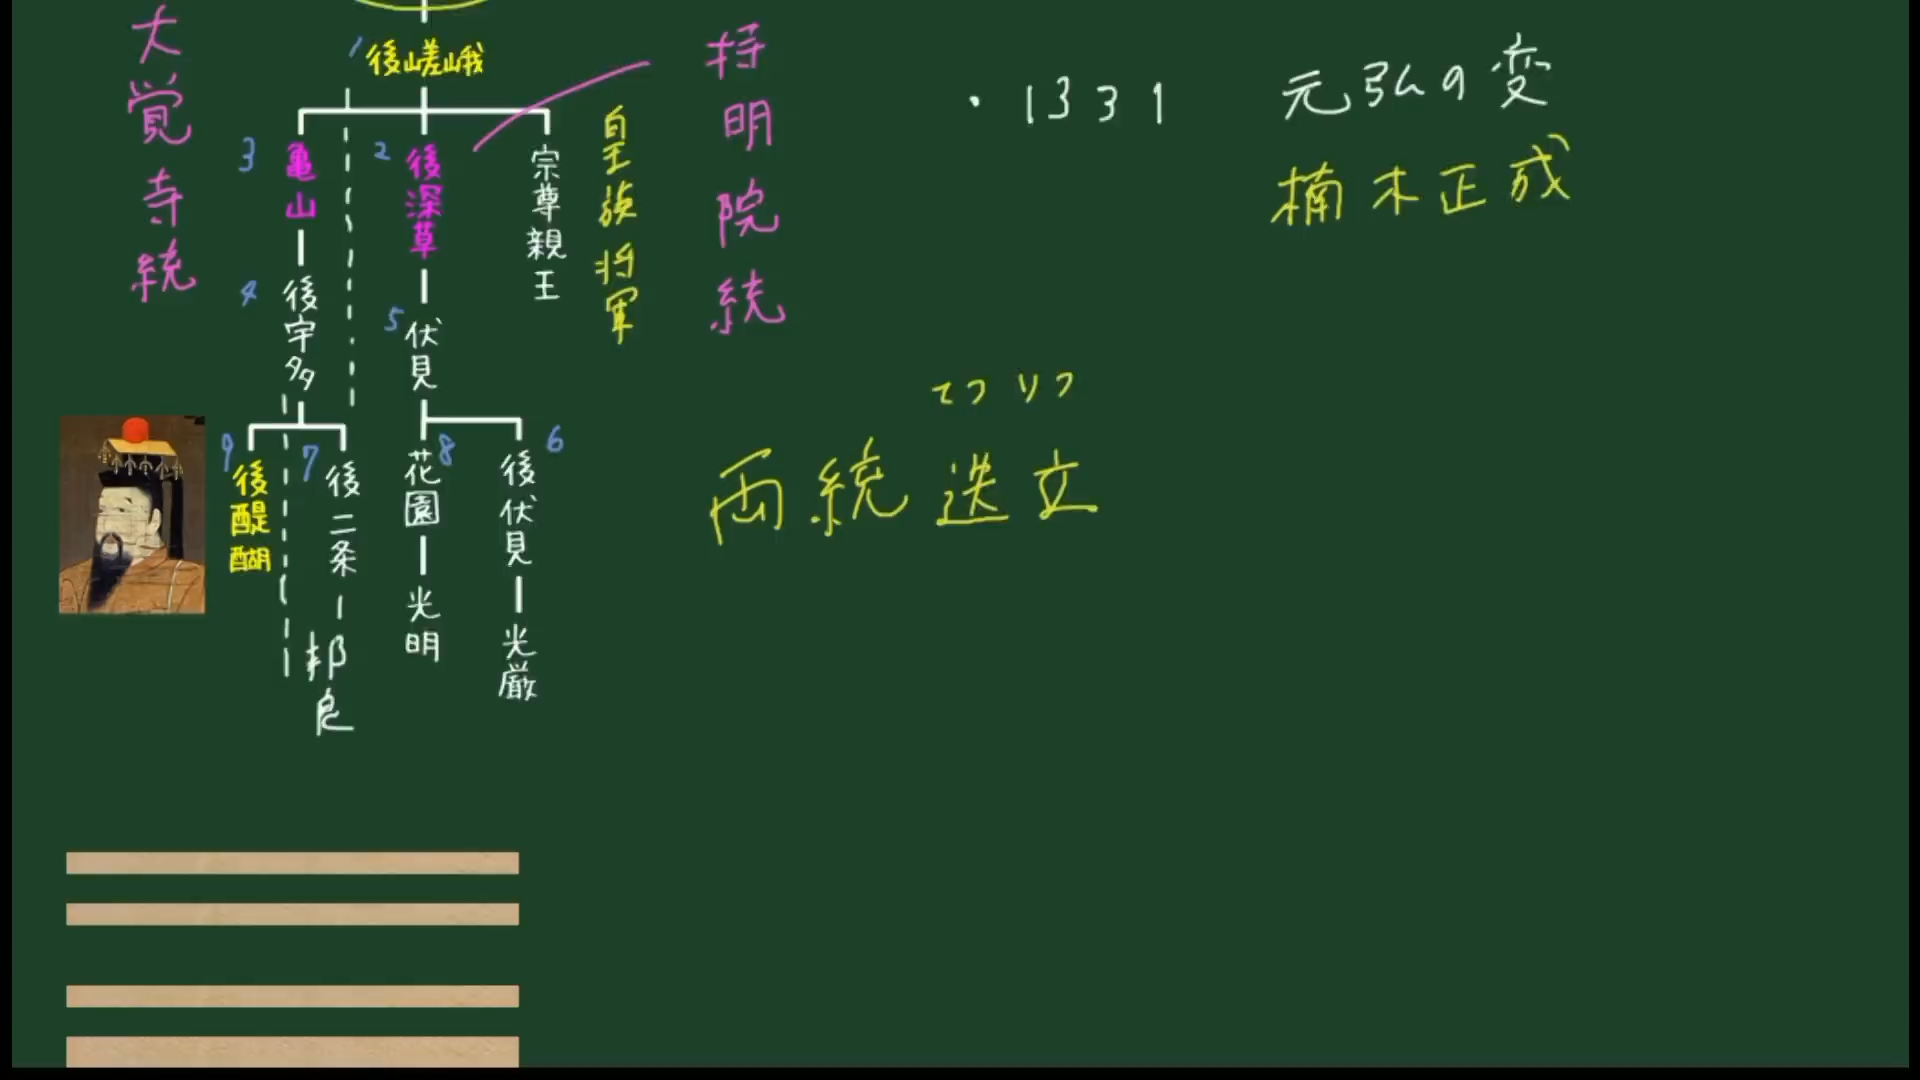 大覚寺統
1 後嵯峨
持明院統
・1331 元弘の変
楠木正成
3 亀山
2 後深草
宗尊親王
皇族将軍
4 後宇多
5 伏見
てつりつ
両統迭立
9 後醍醐
7 後二条
8 花園
6 後伏見
邦良
光明
光厳